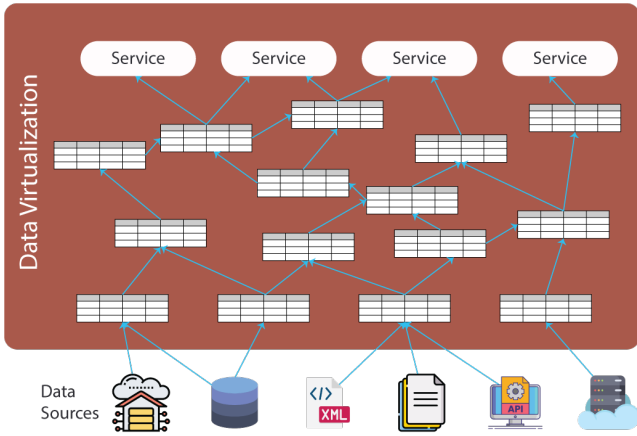 Service
Service
Service
Service
Data Virtualization
Data
Sources
</>
XML
API